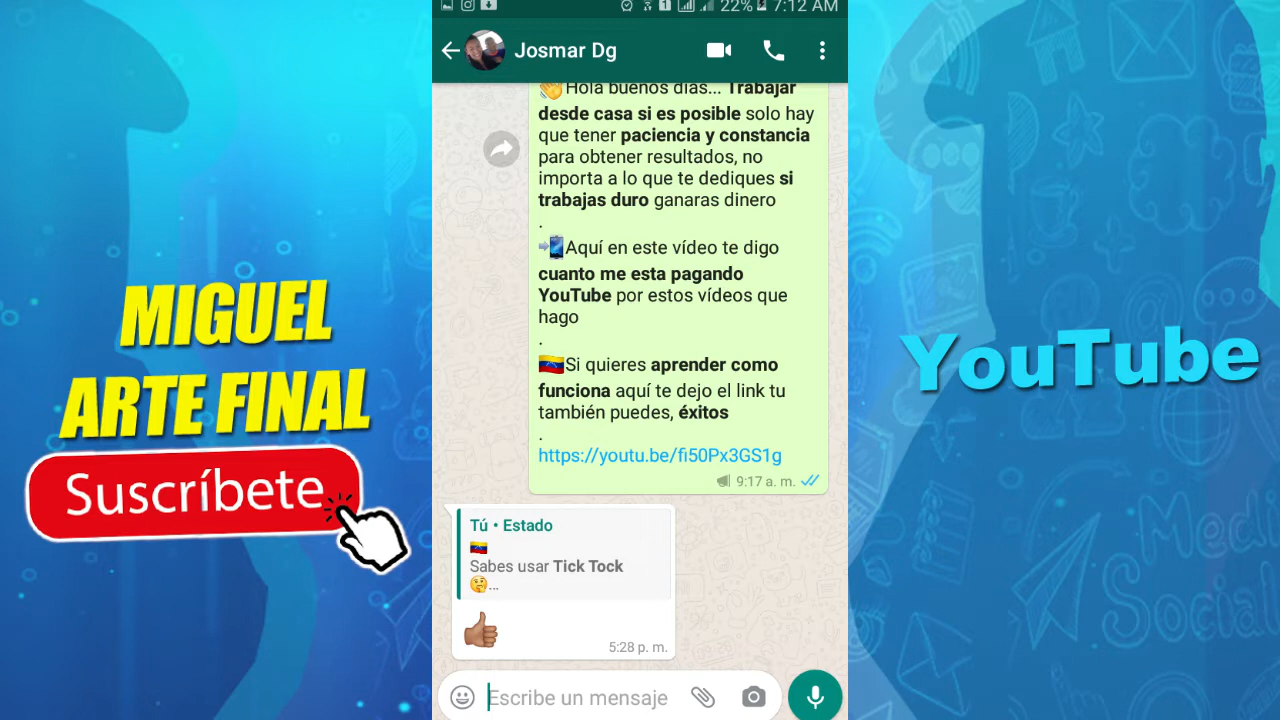 22% 7:12 AM
Josmar Dg
👋Hola buenos días... Trabajar
desde casa si es posible solo hay
que tener paciencia y constancia
para obtener resultados, no
importa a lo que te dediques si
trabajas duro ganaras dinero
.
📲Aquí en este vídeo te digo
cuanto me esta pagando
YouTube por estos vídeos que
hago
.
🇻🇪Si quieres aprender como
funciona aquí te dejo el link tu
también puedes, éxitos
.
https://youtu.be/fi50Px3GS1g
9:17 a. m.
Tú • Estado
🇻🇪
Sabes usar Tick Tock
🤔...
👍🏾
5:28 p. m.
Escribe un mensaje
MIGUEL
ARTE FINAL
Suscríbete
YouTube
Media
Social